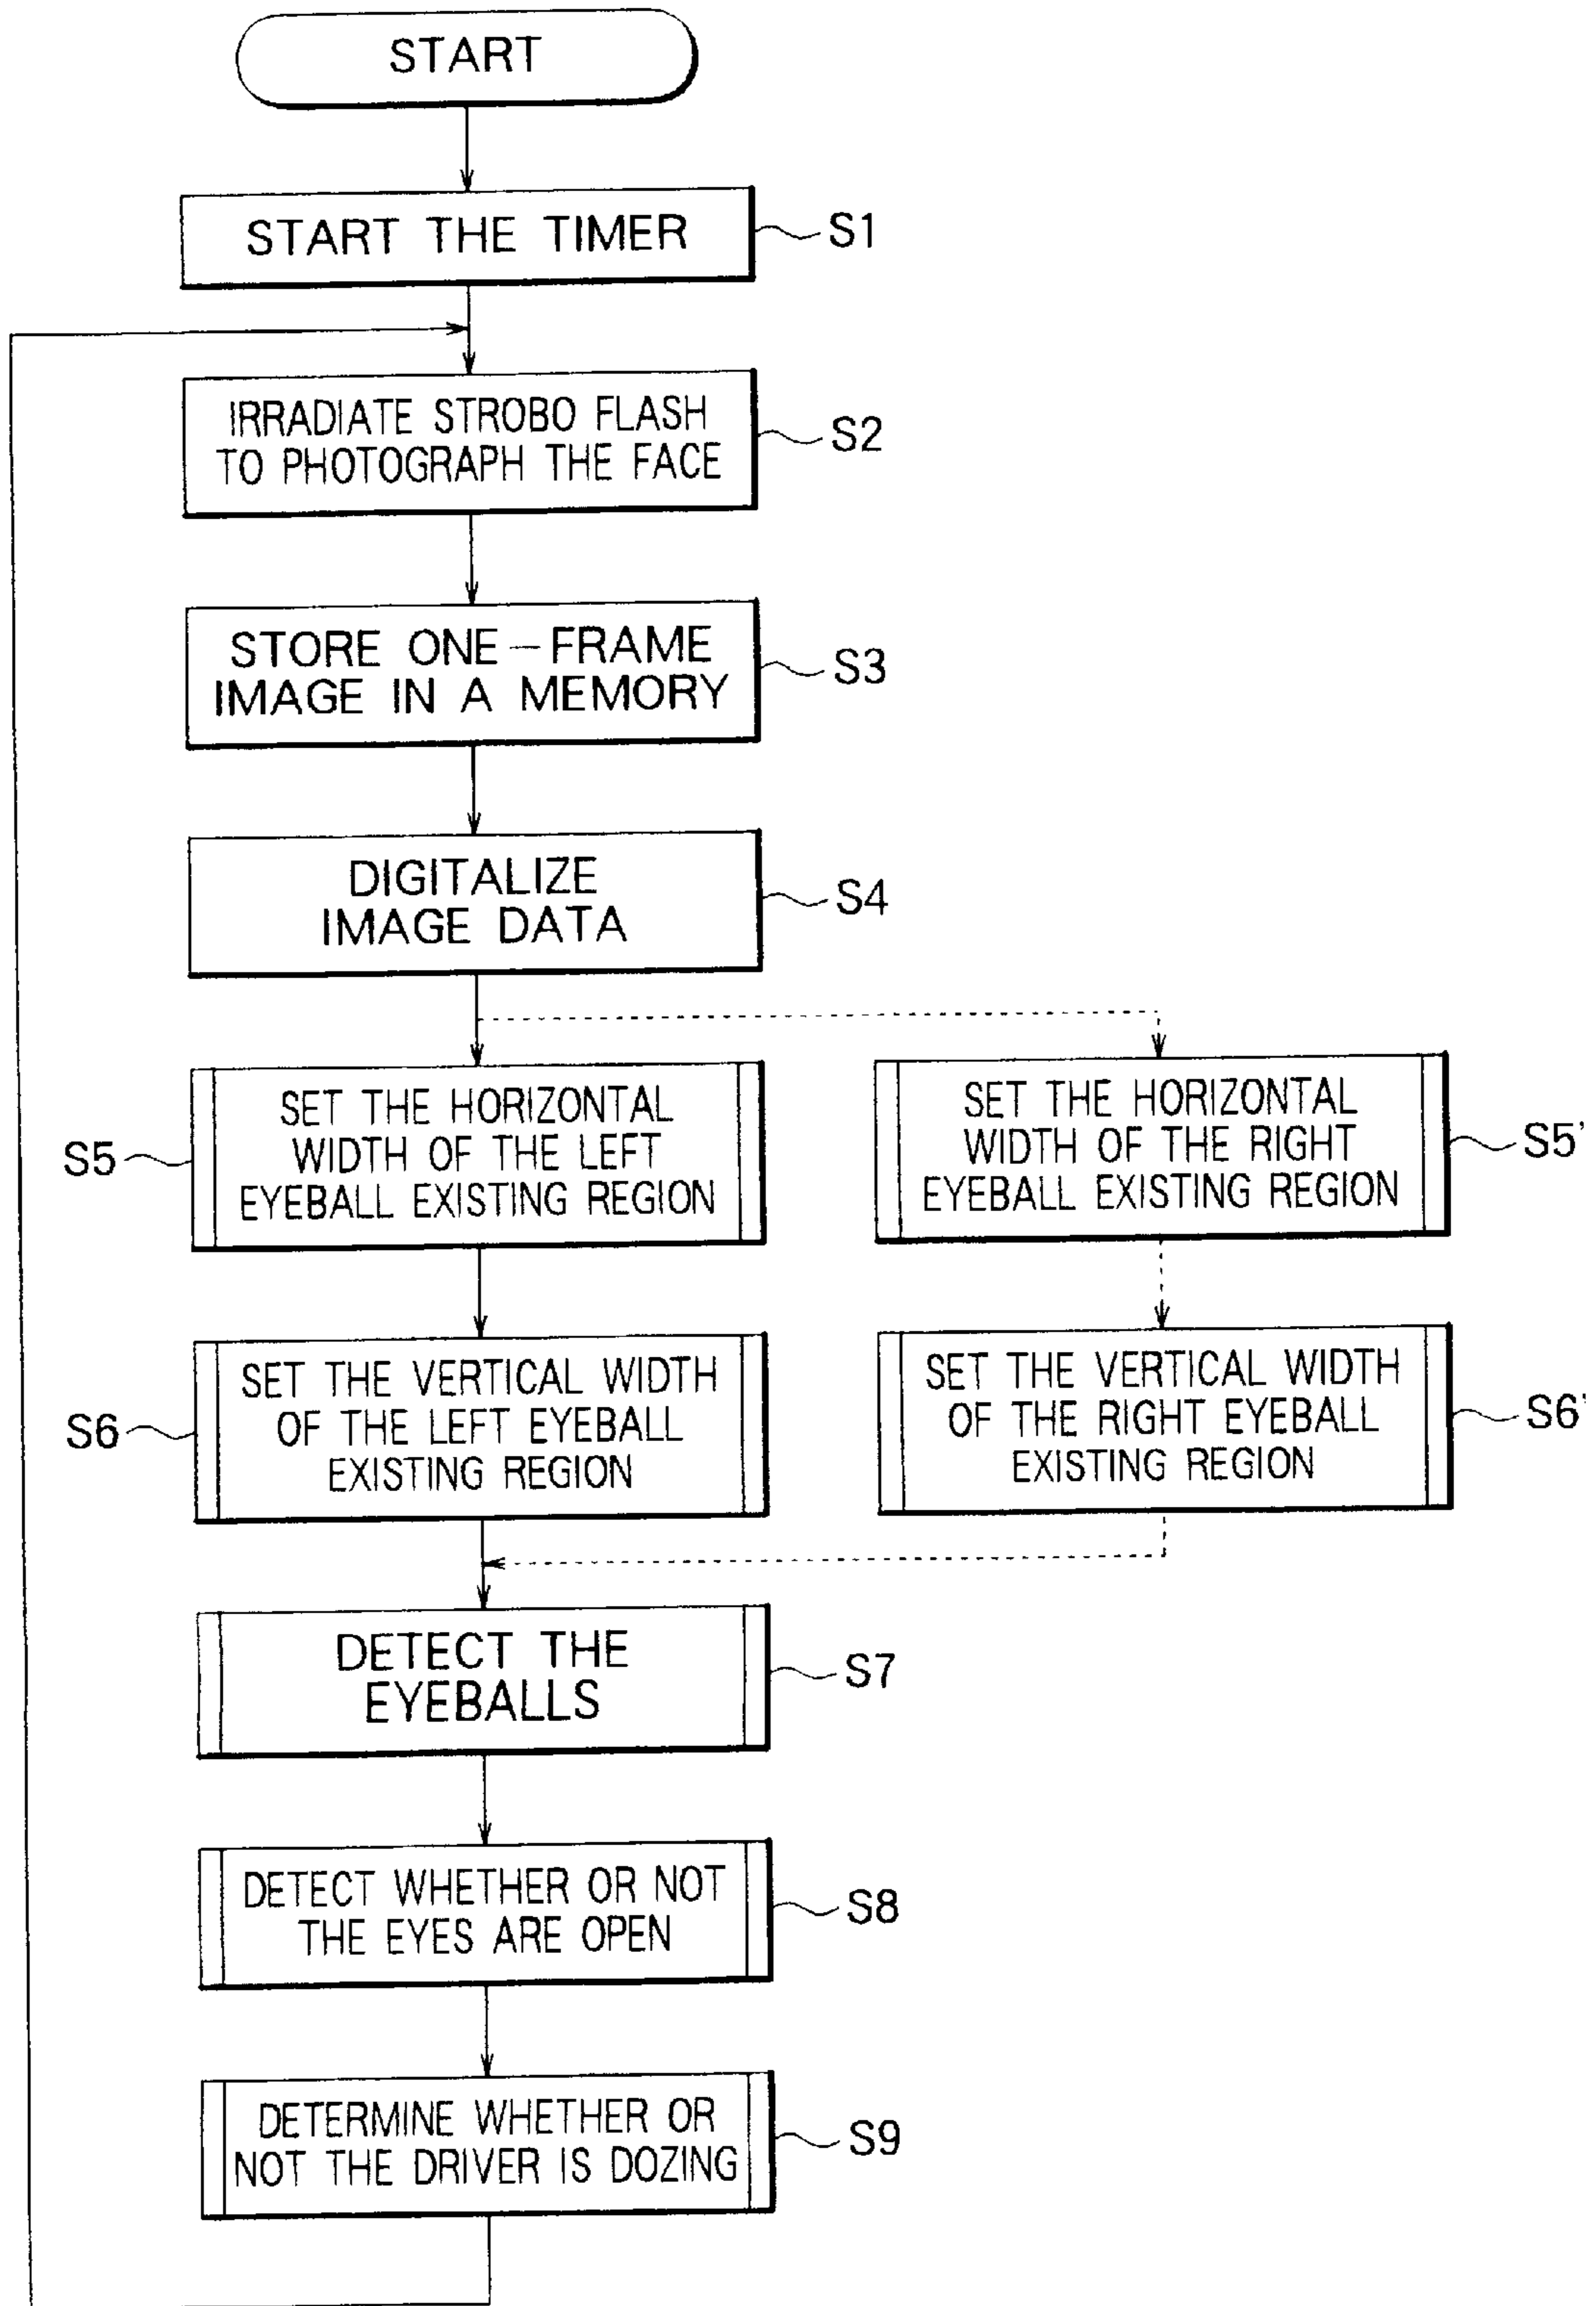 START
START THE TIMER
S1
IRRADIATE STROBO FLASH
TO PHOTOGRAPH THE FACE
S2
STORE ONE-FRAME
IMAGE IN A MEMORY
S3
DIGITALIZE
IMAGE DATA
S4
S5
SET THE HORIZONTAL
WIDTH OF THE LEFT
EYEBALL EXISTING REGION
SET THE HORIZONTAL
WIDTH OF THE RIGHT
EYEBALL EXISTING REGION
S5'
S6
SET THE VERTICAL WIDTH
OF THE LEFT EYEBALL
EXISTING REGION
SET THE VERTICAL WIDTH
OF THE RIGHT EYEBALL
EXISTING REGION
S6'
DETECT THE
EYEBALLS
S7
DETECT WHETHER OR NOT
THE EYES ARE OPEN
S8
DETERMINE WHETHER OR
NOT THE DRIVER IS DOZING
S9